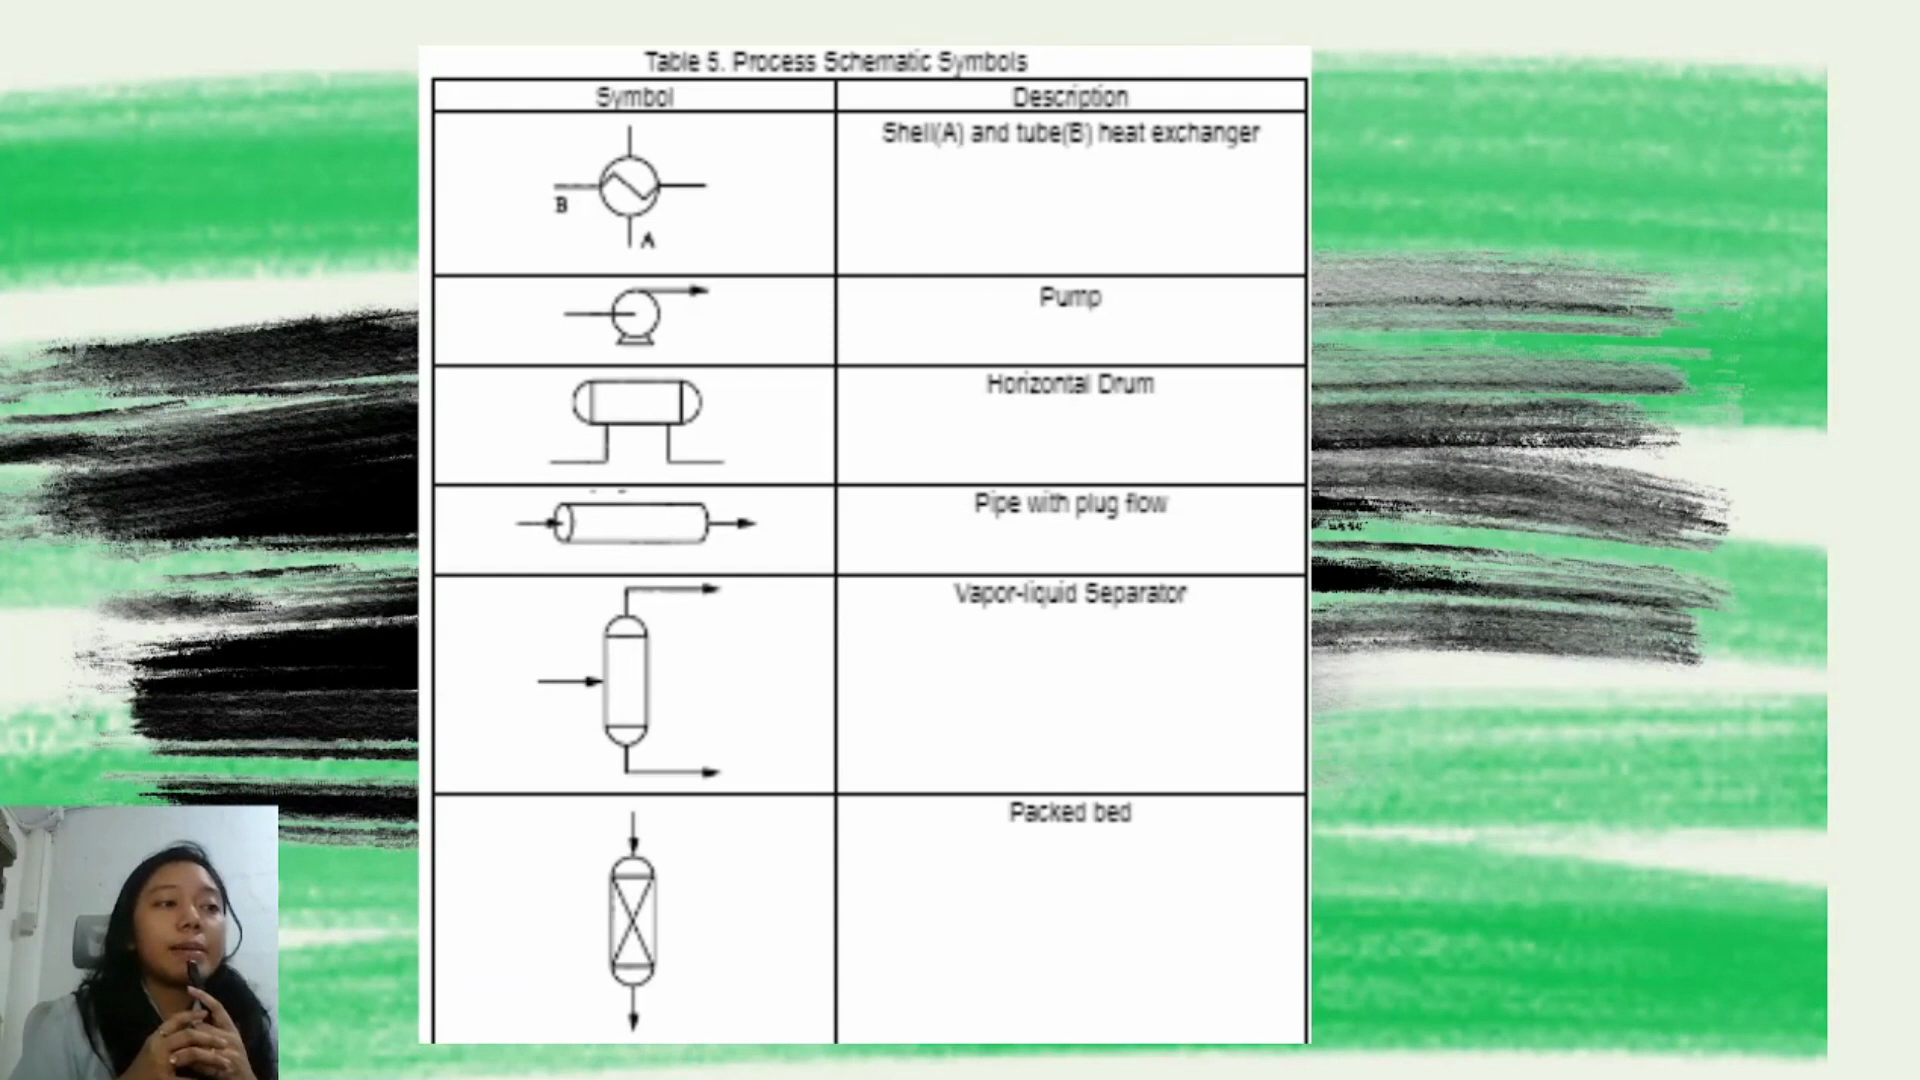 Table 5. Process Schematic Symbols
Symbol Description
Shell(A) and tube(B) heat exchanger
B
A
Pump
Horizontal Drum
Pipe with plug flow
Vapor-liquid Separator
Packed bed